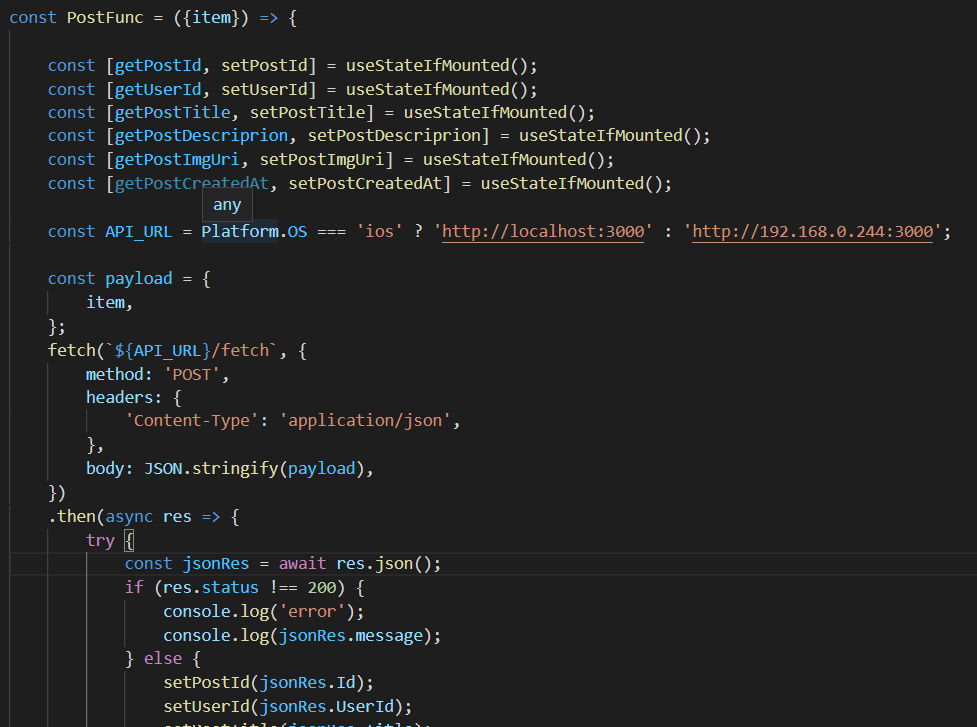 const PostFunc = ({item}) => {
const [getPostId, setPostId] = useStateIfMounted();
const [getUserId, setUserId] = useStateIfMounted();
const [getPostTitle, setPostTitle] = useStateIfMounted();
const [getPostDescriprion, setPostDescriprion] = useStateIfMounted();
const [getPostImgUri, setPostImgUri] = useStateIfMounted();
const [getPostCreatedAt, setPostCreatedAt] = useStateIfMounted();
any
const API_URL = Platform.OS === 'ios' ? 'http://localhost:3000' : 'http://192.168.0.244:3000';
const payload = {
item,
};
fetch(`${API_URL}/fetch`, {
method: 'POST',
headers: {
'Content-Type': 'application/json',
},
body: JSON.stringify(payload),
})
.then(async res => {
try {
const jsonRes = await res.json();
if (res.status !== 200) {
console.log('error');
console.log(jsonRes.message);
} else {
setPostId(jsonRes.Id);
setUserId(jsonRes.UserId);